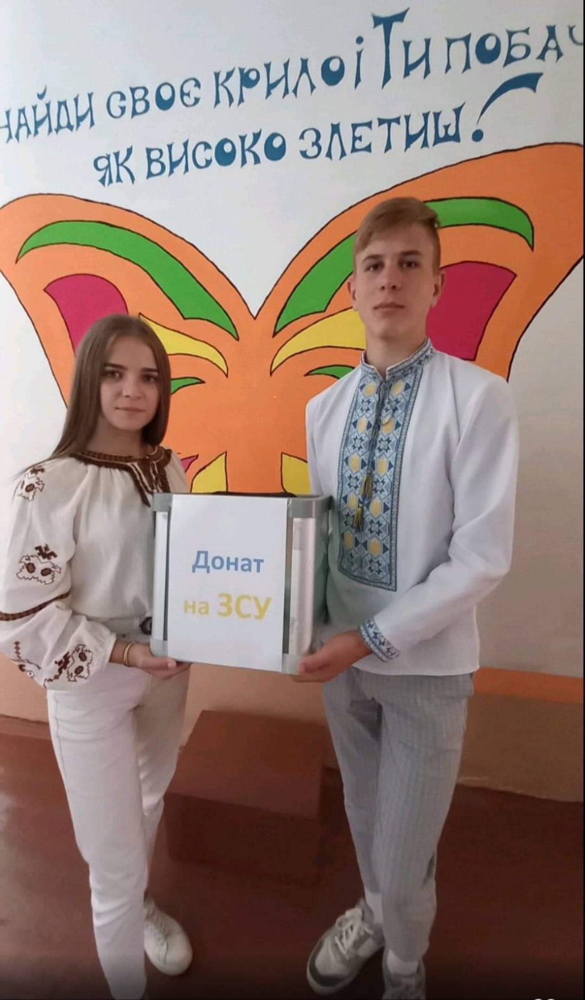 найди своє крило і Ти побач
як високо злетиш!
Донат
на ЗСУ